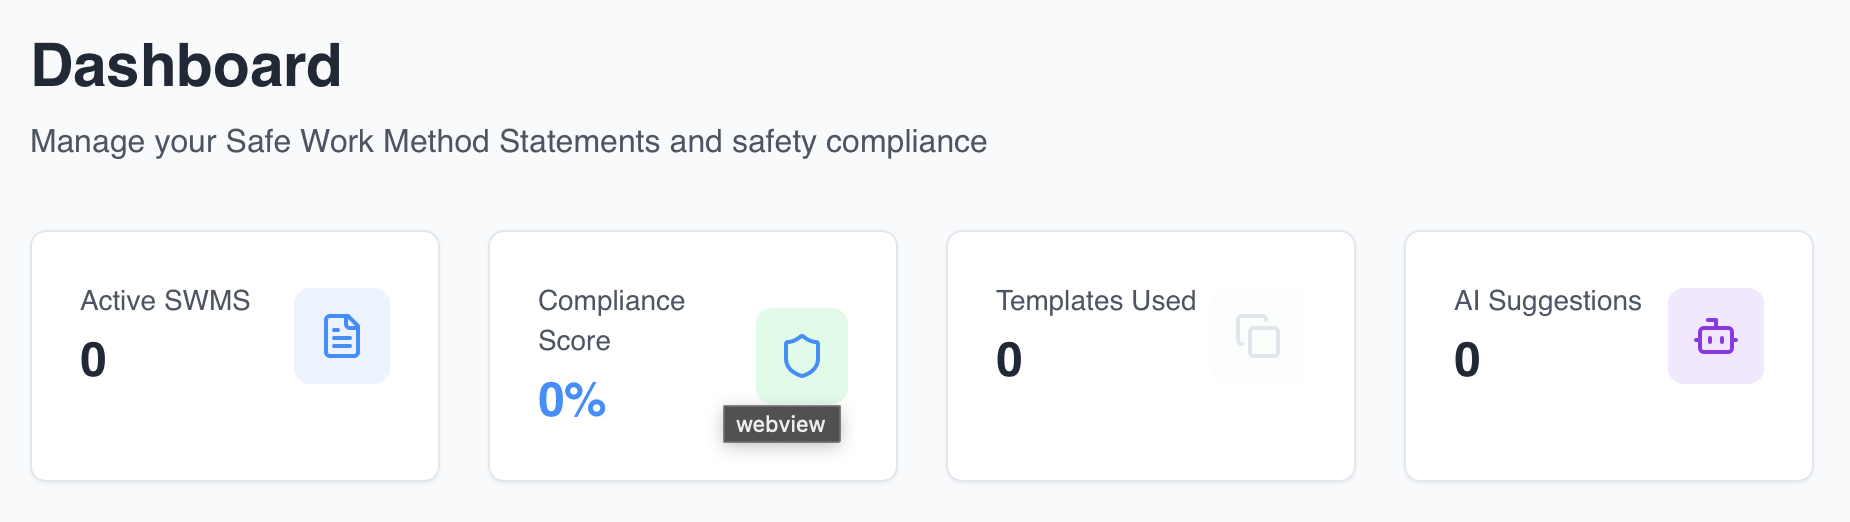 Dashboard
Manage your Safe Work Method Statements and safety compliance
Active SWMS
0
Compliance
Score
0%
webview
Templates Used
0
AI Suggestions
0